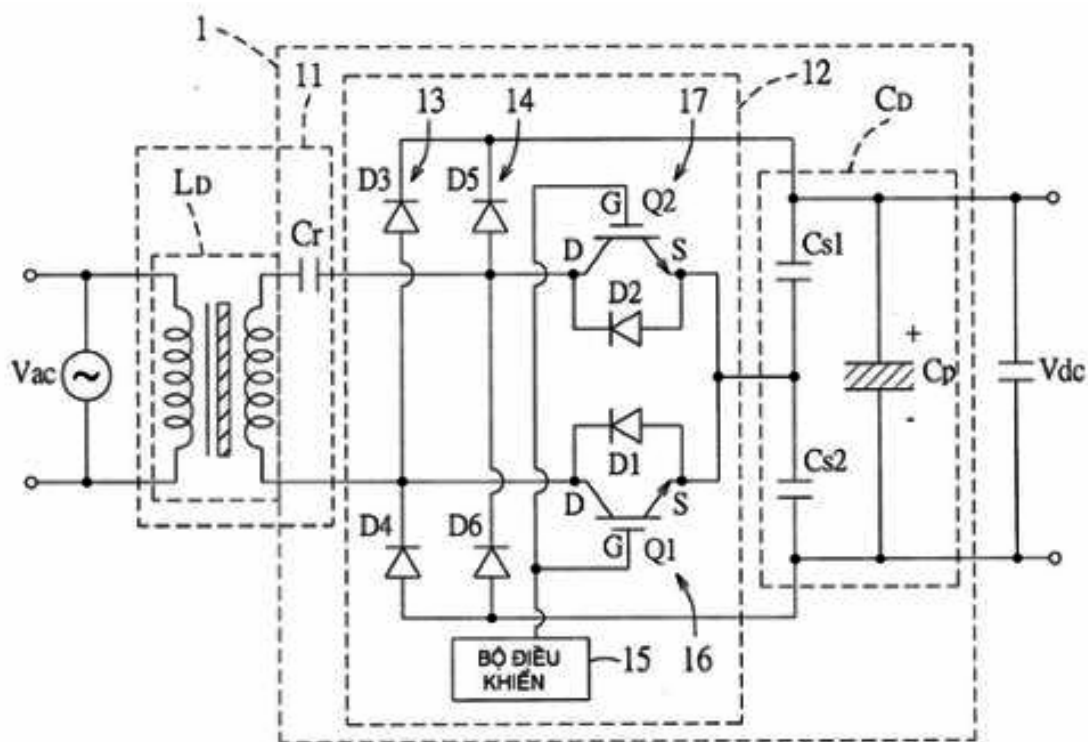 1
11
13
14
17
12
CD
LD
D3
D5
G
Q2
Cr
D
S
D2
Cs1
Vac
+
Cp
-
Vdc
D1
Cs2
D
S
D4
D6
G
Q1
BỘ ĐIỀU
KHIỂN
15
16